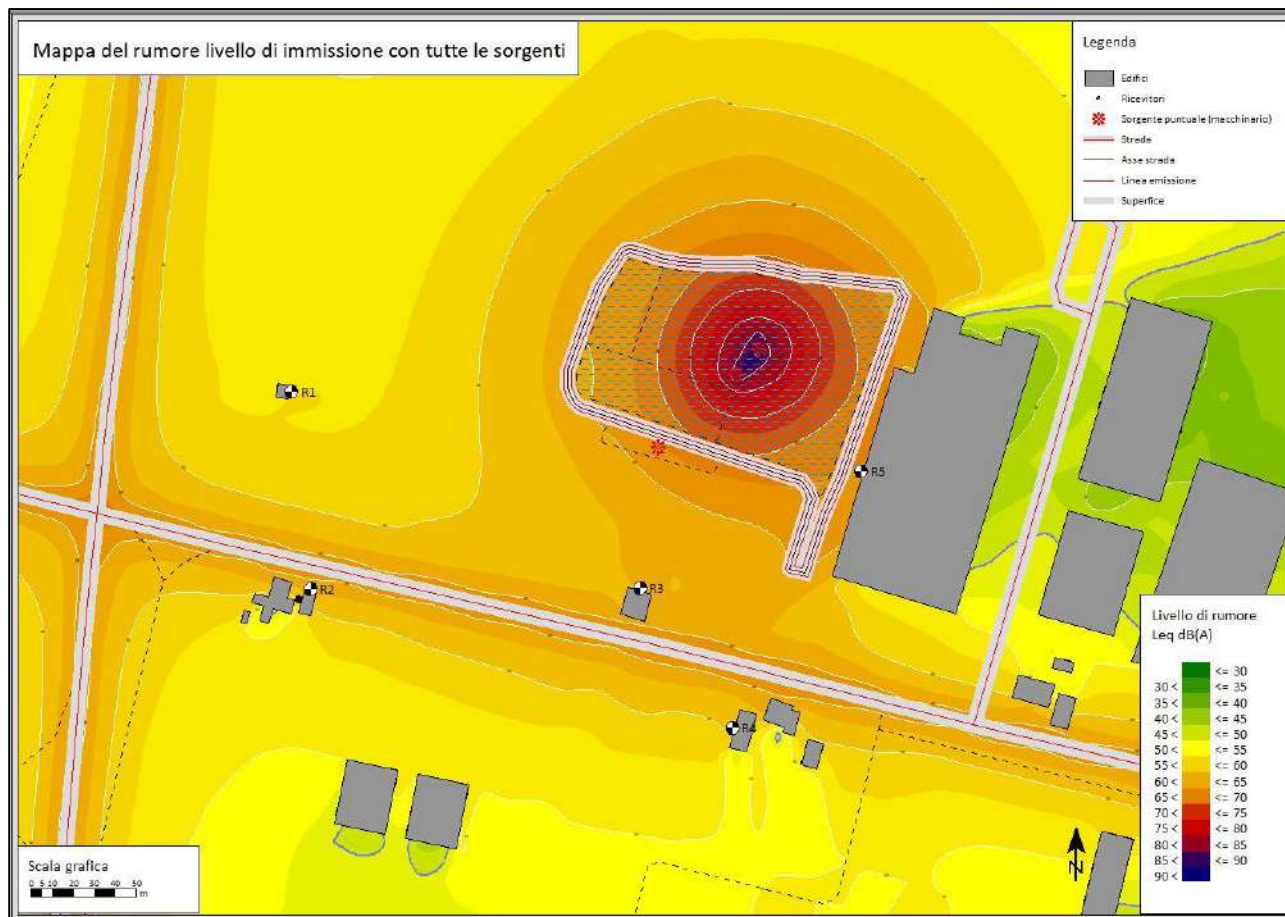 Mappa del rumore livello di immissione con tutte le sorgenti
Legenda
Edifici
Ricevitori
Sorgente puntuale (macchinario)
Strade
Asse strada
Linea emissione
Superfice
R1
R2
R3
R4
R5
Livello di rumore
Leq dB(A)
<= 30
30 < <= 35
35 < <= 40
40 < <= 45
45 < <= 50
50 < <= 55
55 < <= 60
60 < <= 65
65 < <= 70
70 < <= 75
75 < <= 80
80 < <= 85
85 < <= 90
90 <
Scala grafica
0 5 10 20 30 40 50
m
N